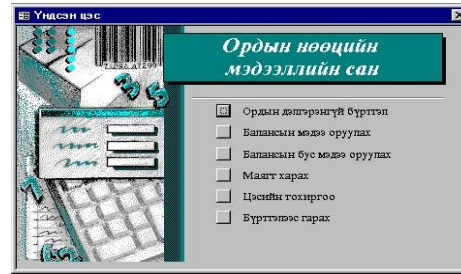 Үндсэн цэс
Ордын нөөцийн
мэдээллийн сан
Ордын дэлгэрэнгүй бүртгэл
Балансын мэдээ оруулах
Балансын бус мэдээ оруулах
Маягт харах
Цэсийн тохиргоо
Бүртгэлээс гарах